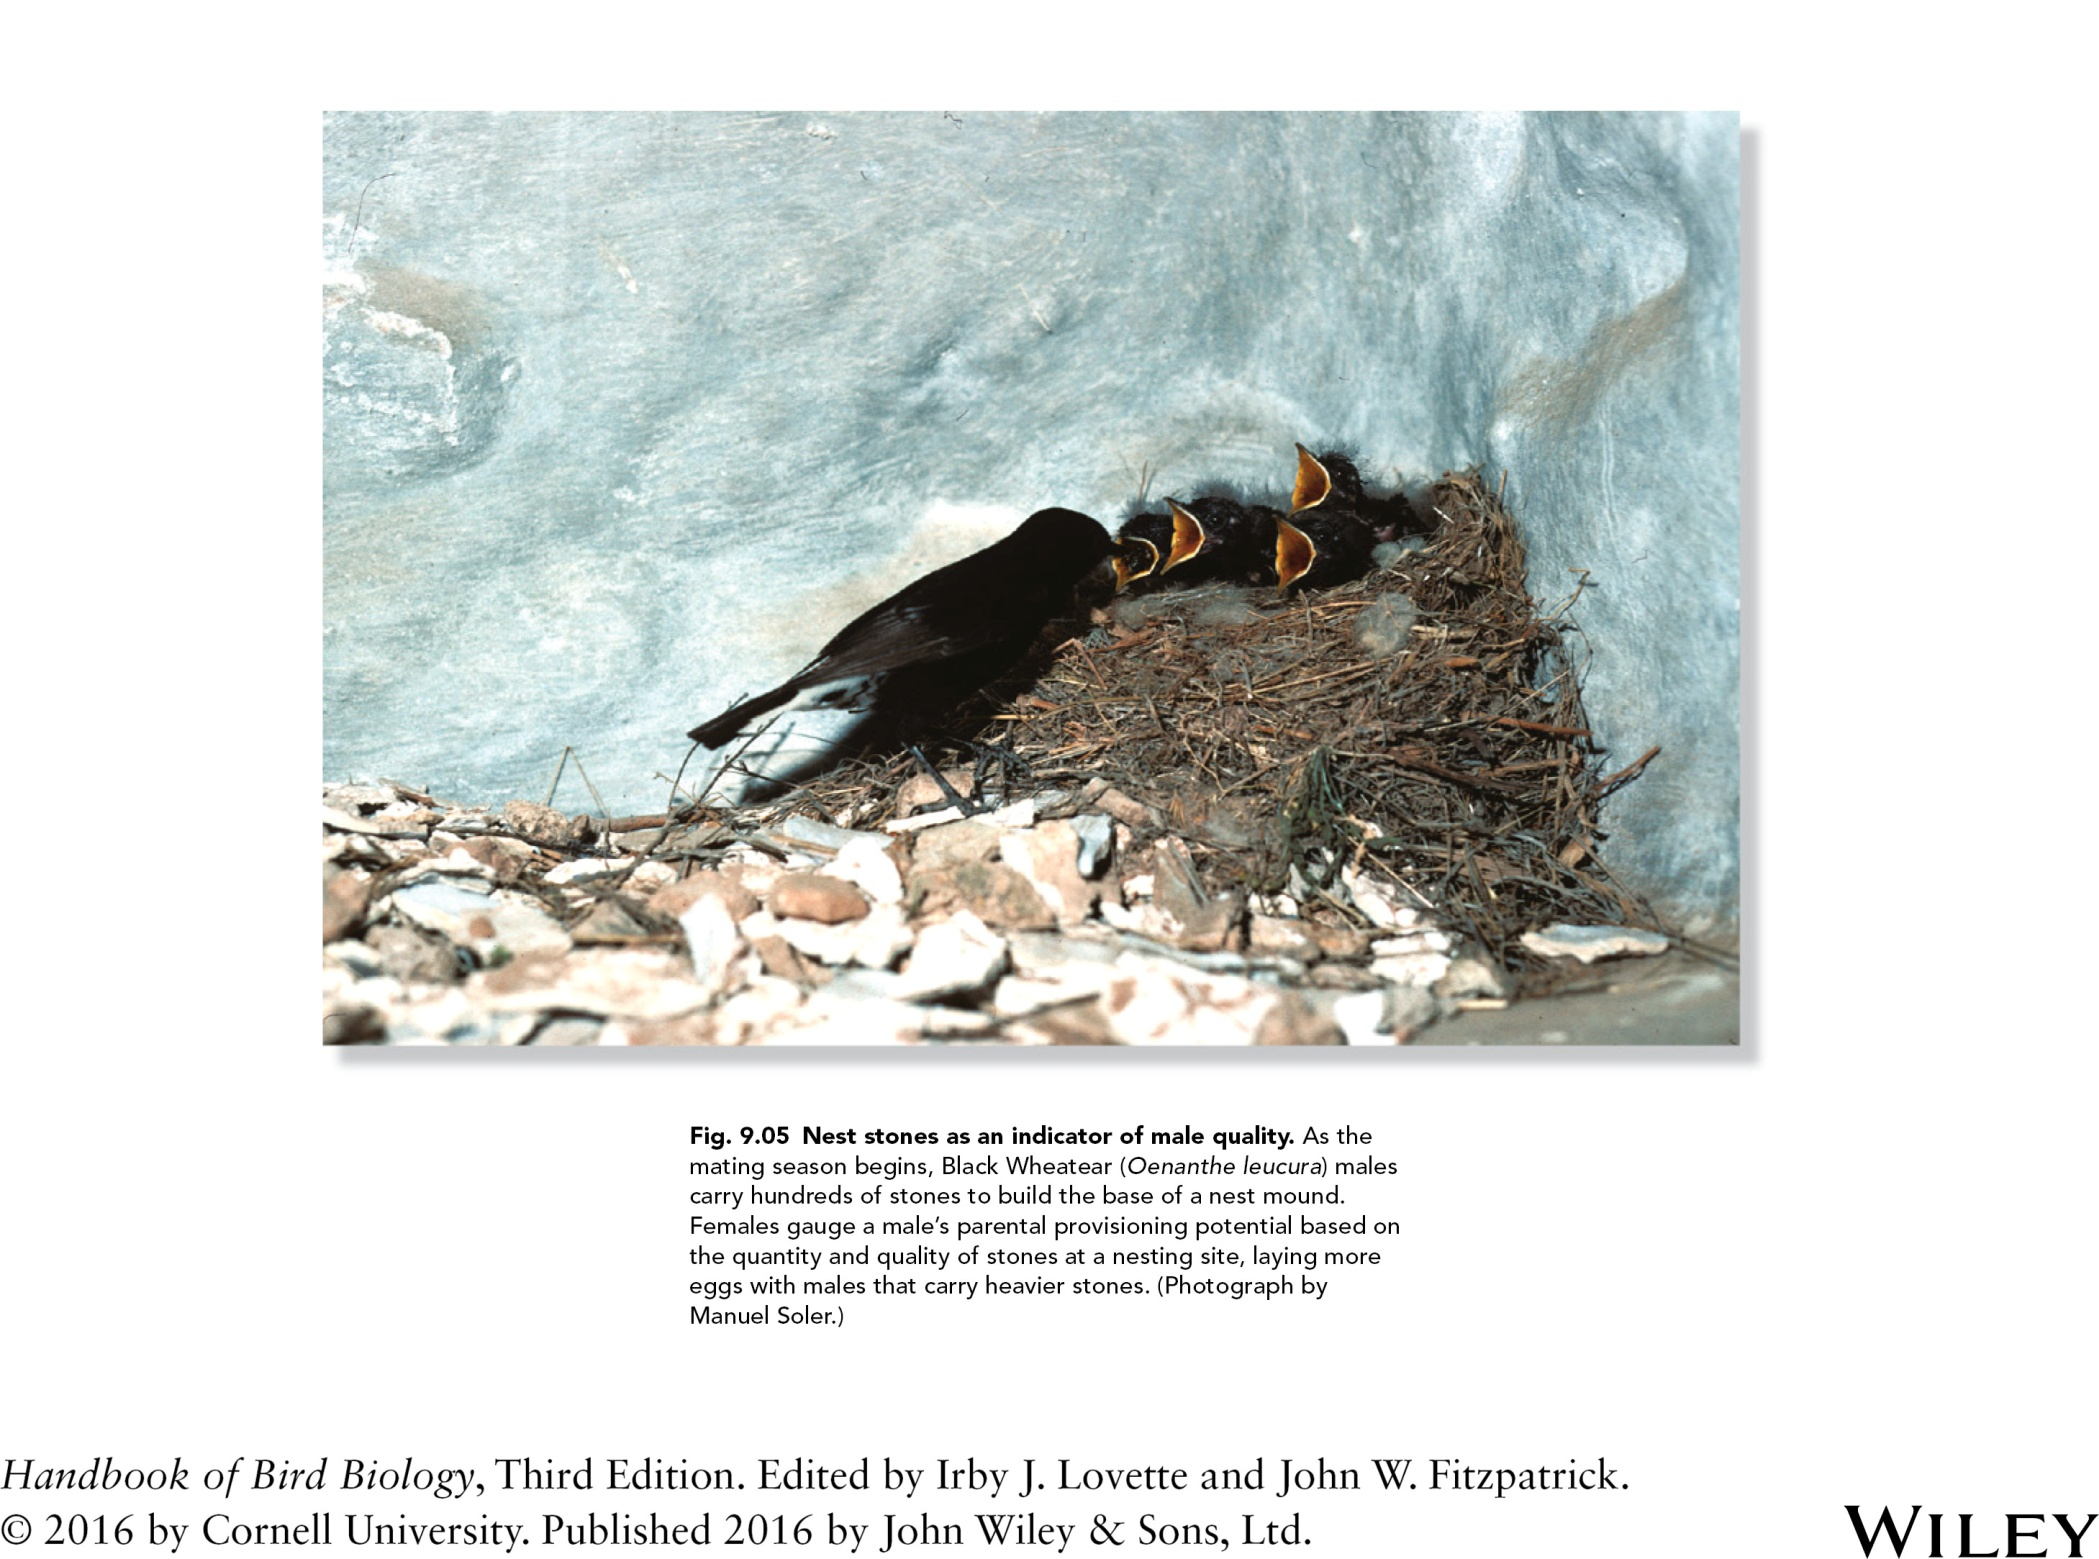 Fig. 9.05 Nest stones as an indicator of male quality. As the
mating season begins, Black Wheatear (Oenanthe leucura) males
carry hundreds of stones to build the base of a nest mound.
Females gauge a male’s parental provisioning potential based on
the quantity and quality of stones at a nesting site, laying more
eggs with males that carry heavier stones. (Photograph by
Manuel Soler.)
Handbook of Bird Biology, Third Edition. Edited by Irby J. Lovette and John W. Fitzpatrick.
© 2016 by Cornell University. Published 2016 by John Wiley & Sons, Ltd.
WILEY